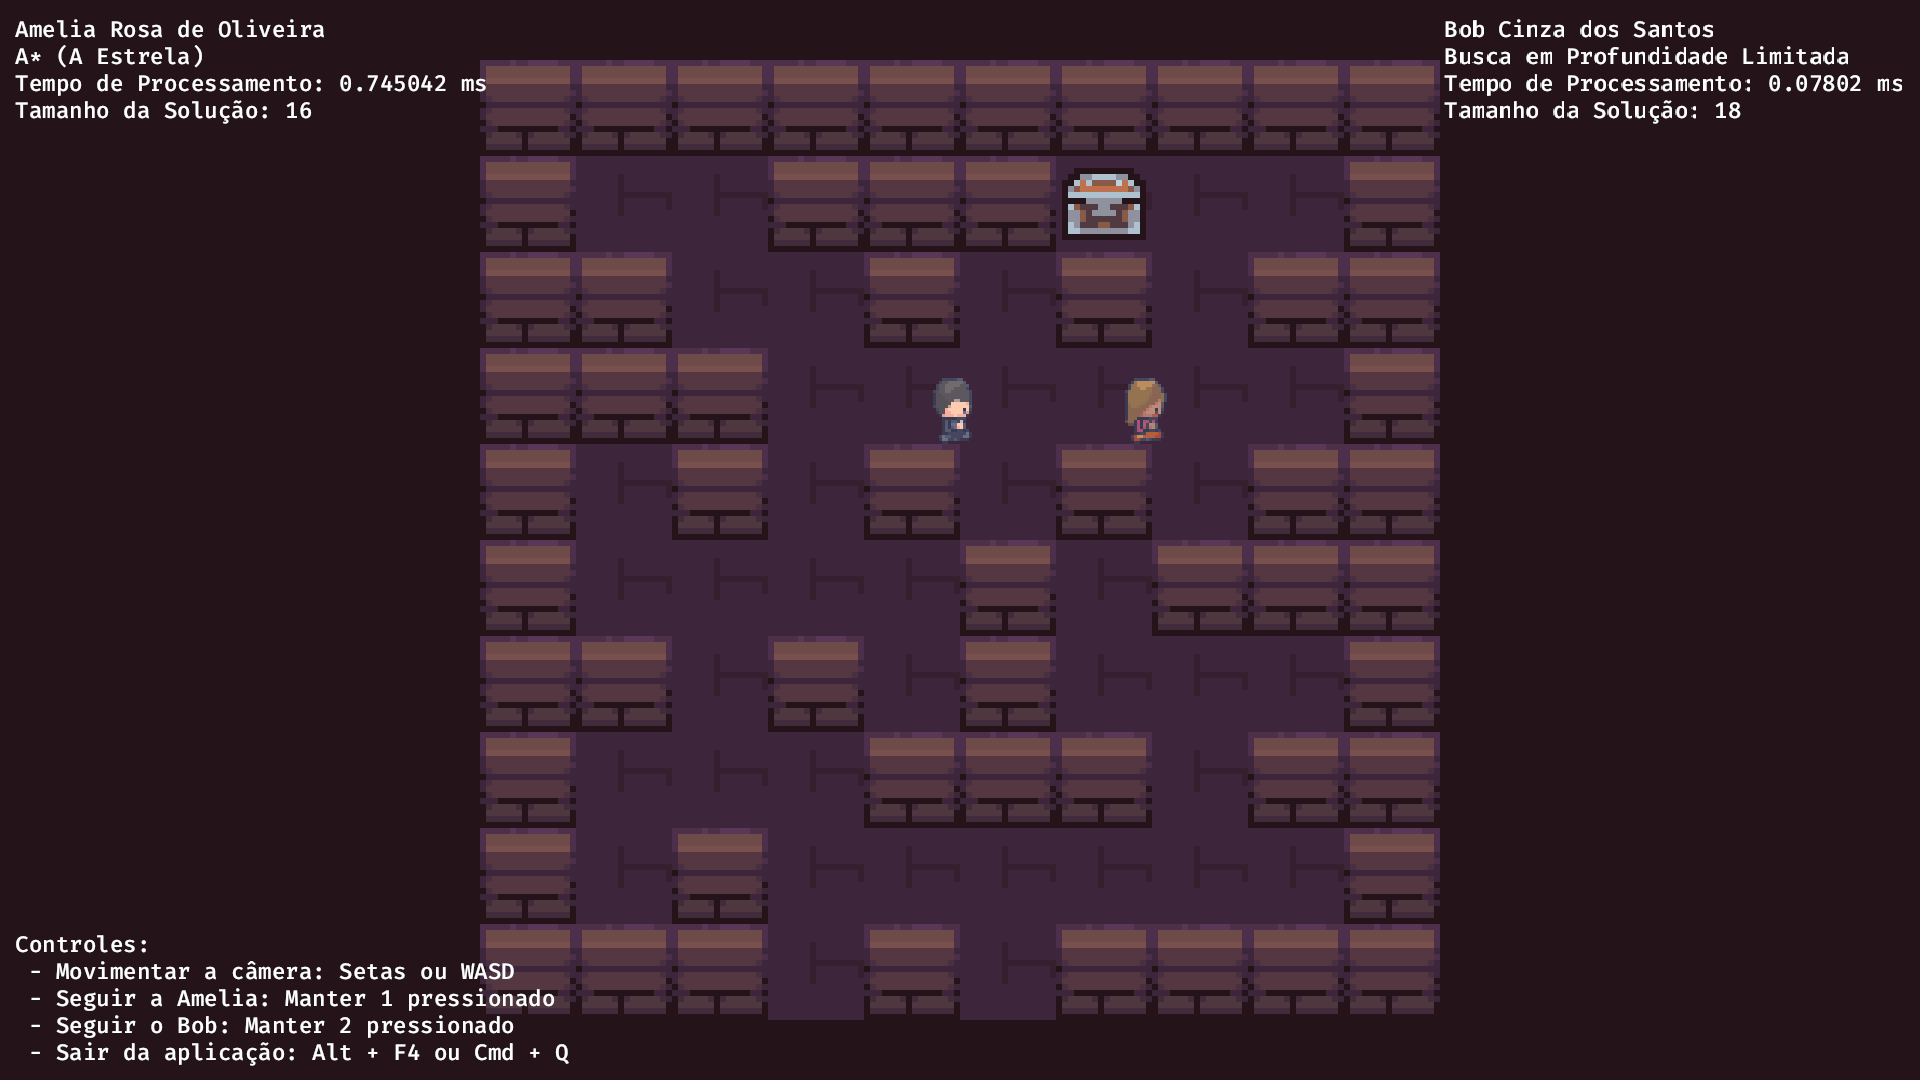 Amelia Rosa de Oliveira
A* (A Estrela)
Tempo de Processamento: 0.745042 ms
Tamanho da Solução: 16
Bob Cinza dos Santos
Busca em Profundidade Limitada
Tempo de Processamento: 0.07802 ms
Tamanho da Solução: 18
Controles:
- Movimentar a câmera: Setas ou WASD
- Seguir a Amelia: Manter 1 pressionado
- Seguir o Bob: Manter 2 pressionado
- Sair da aplicação: Alt + F4 ou Cmd + Q